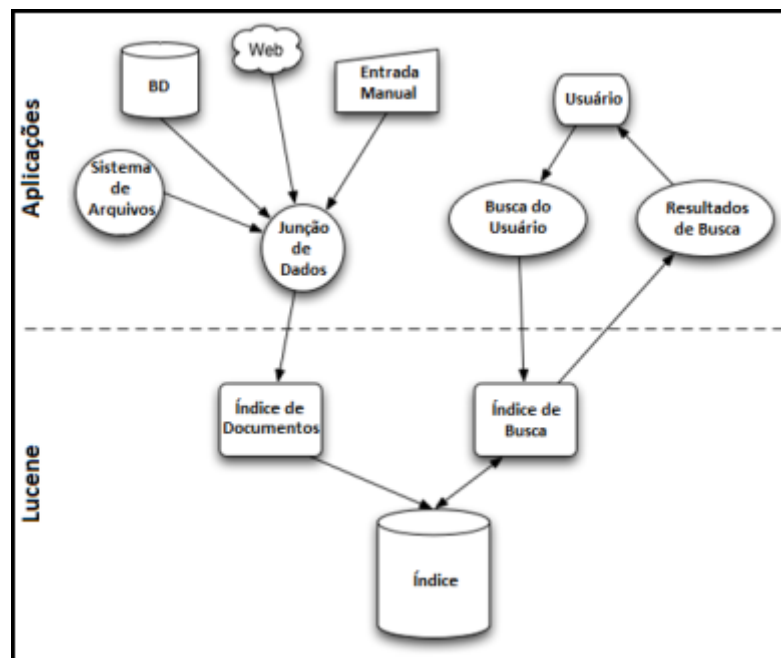 Aplicações
BD
Web
Entrada
Manual
Sistema
de
Arquivos
Junção
de
Dados
Usuário
Busca do
Usuário
Resultados
de Busca
Lucene
Índice de
Documentos
Índice de
Busca
Índice